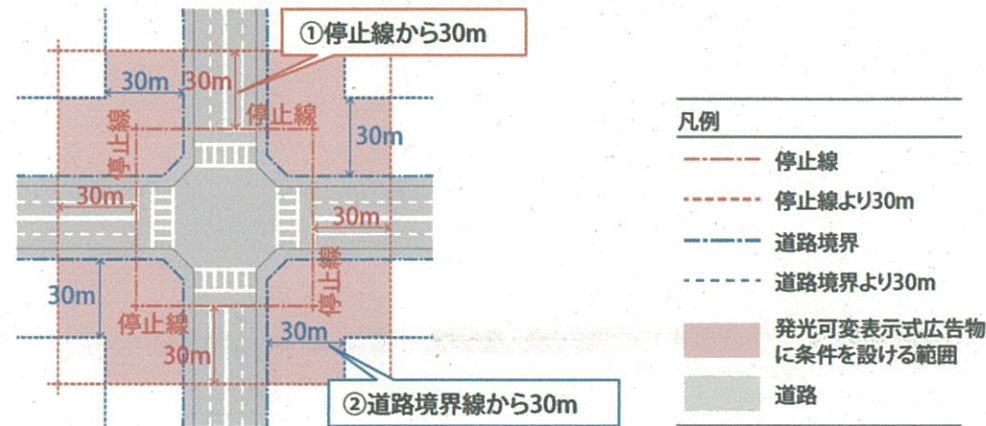 ①停止線から30m
30m
30m
停止線
停止線
30m
30m
30m
30m
停止線
停止線
30m
30m
②道路境界線から30m
凡例
停止線
停止線より30m
道路境界
道路境界より30m
発光可変表示式広告物
に条件を設ける範囲
道路